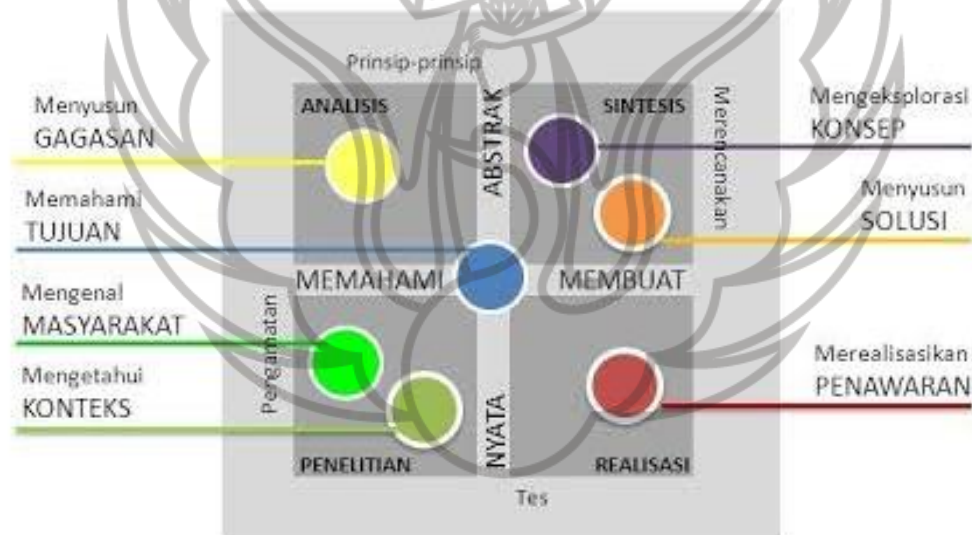 Prinsip-prinsip
Menyusun
GAGASAN
Memahami
TUJUAN
Mengenal
MASYARAKAT
Mengetahui
KONTEKS
ANALISIS
ABSTRAK
SINTESIS
Merencanakan
MEMAHAMI
MEMBUAT
Pengamatan
NYATA
PENELITIAN
REALISASI
Tes
Mengeksplorasi
KONSEP
Menyusun
SOLUSI
Merealisasikan
PENAWARAN